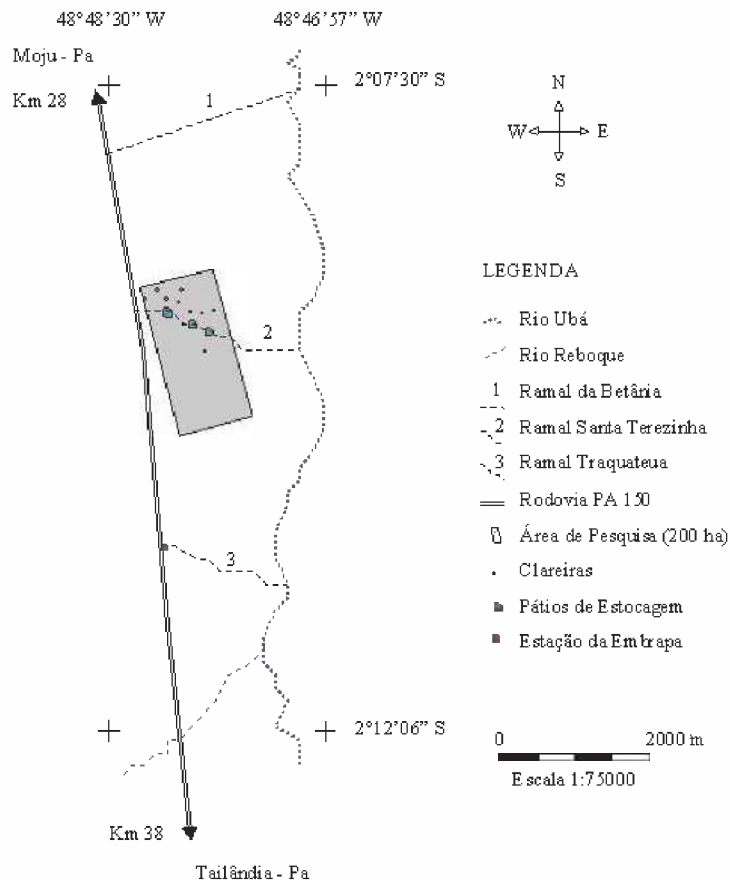 48°48’30” W 48°46’57” W
Moju - Pa
2°07’30” S
Km 28
1
N
W E
S
LEGENDA
Rio Ubá
2
Rio Reboque
1 Ramal da Betânia
2 Ramal Santa Terezinha
3 Ramal Traquateua
Rodovia PA 150
Área de Pesquisa (200 ha)
3
Clareiras
Pátios de Estocagem
Estação da Embrapa
2°12’06” S
0 2000 m
Escala 1:75000
Km 38
Tailândia - Pa